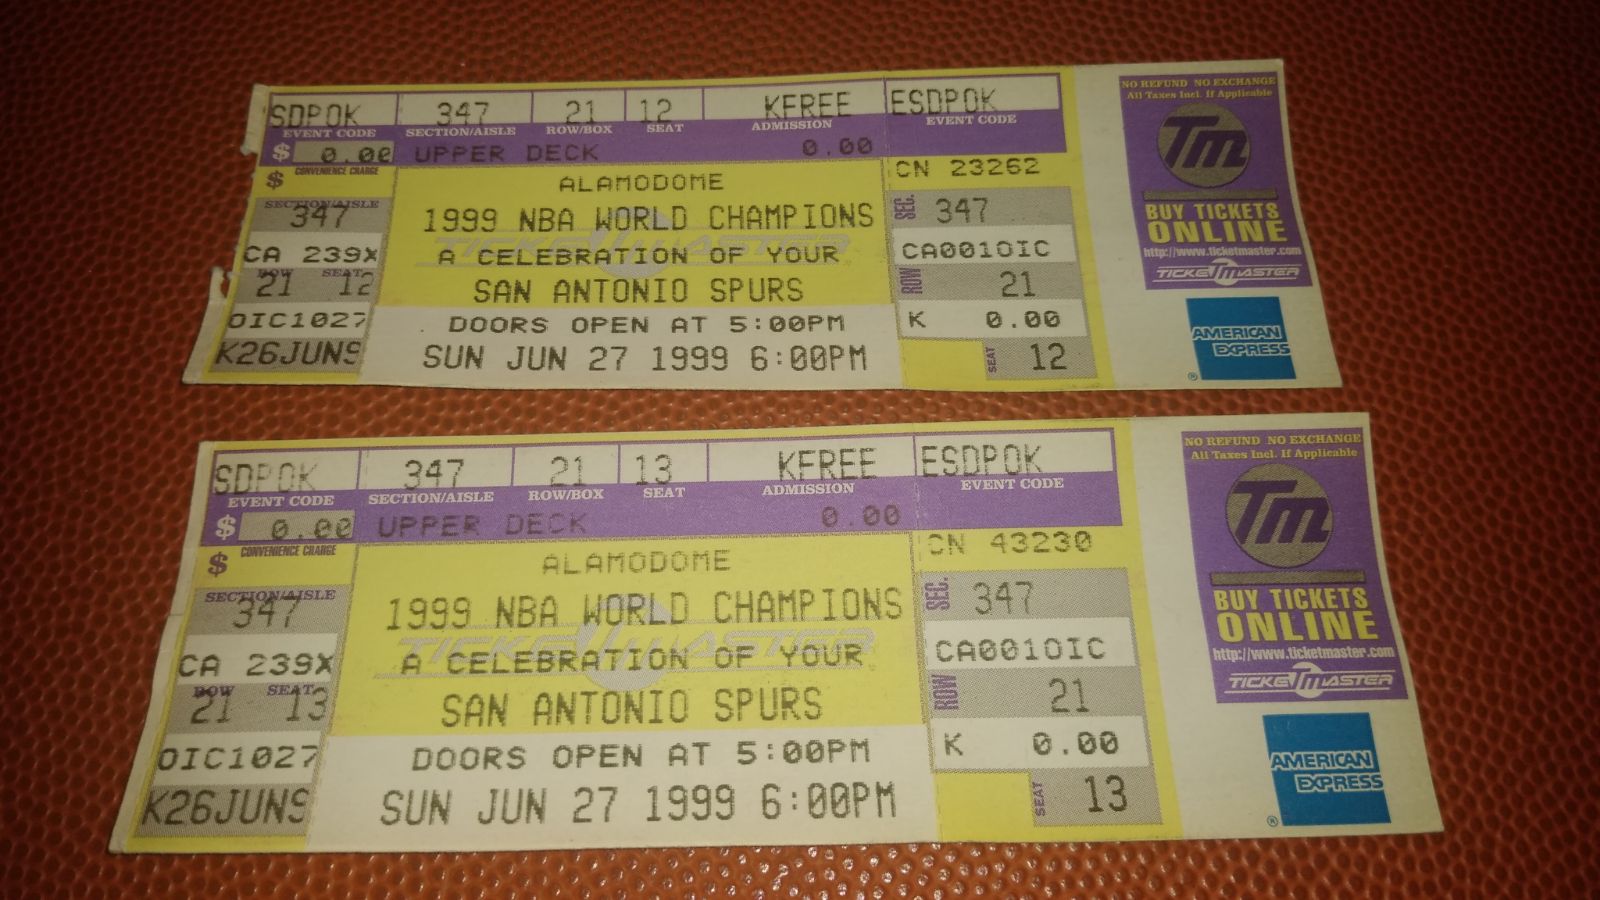 SDPOK 347 21 12 KFREE ESDPOK
EVENT CODE SECTION/AISLE ROW/BOX SEAT ADMISSION EVENT CODE
$ 0.00 UPPER DECK 0.00
$ CONVENIENCE CHARGE
CN 23262
ALAMODOME
SECTION/AISLE
347
1999 NBA WORLD CHAMPIONS
SEC. 347
CA 239X
TICKETMASTER
A CELEBRATION OF YOUR
CA001OIC
ROW SEAT
21 12
SAN ANTONIO SPURS
ROW 21
OIC1027
DOORS OPEN AT 5:00PM
K 0.00
K26JUN9
SUN JUN 27 1999 6:00PM
SEAT 12
NO REFUND NO EXCHANGE
All Taxes Incl. If Applicable
TM
BUY TICKETS
ONLINE
http://www.ticketmaster.com
TICKETMASTER
AMERICAN
EXPRESS
®
SDPOK 347 21 13 KFREE ESDPOK
EVENT CODE SECTION/AISLE ROW/BOX SEAT ADMISSION EVENT CODE
$ 0.00 UPPER DECK 0.00
$ CONVENIENCE CHARGE
CN 43230
ALAMODOME
SECTION/AISLE
347
1999 NBA WORLD CHAMPIONS
SEC. 347
CA 239X
TICKETMASTER
A CELEBRATION OF YOUR
CA001OIC
ROW SEAT
21 13
SAN ANTONIO SPURS
ROW 21
OIC1027
DOORS OPEN AT 5:00PM
K 0.00
K26JUN9
SUN JUN 27 1999 6:00PM
SEAT 13
NO REFUND NO EXCHANGE
All Taxes Incl. If Applicable
TM
BUY TICKETS
ONLINE
http://www.ticketmaster.com
TICKETMASTER
AMERICAN
EXPRESS
®